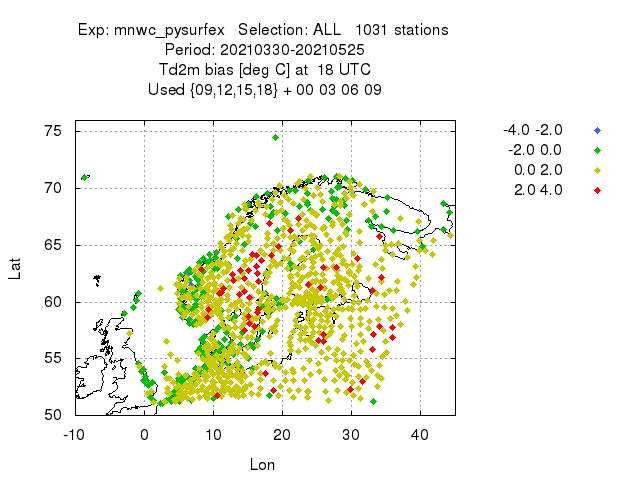 Exp: mnwc_pysurfex   Selection: ALL   1031 stations
Period: 20210330-20210525
Td2m bias [deg C] at  18 UTC
Used {09,12,15,18} + 00 03 06 09
-4.0 -2.0
-2.0 0.0
0.0 2.0
2.0 4.0
75
70
65
60
55
50
Lat
-10 0 10 20 30 40
Lon